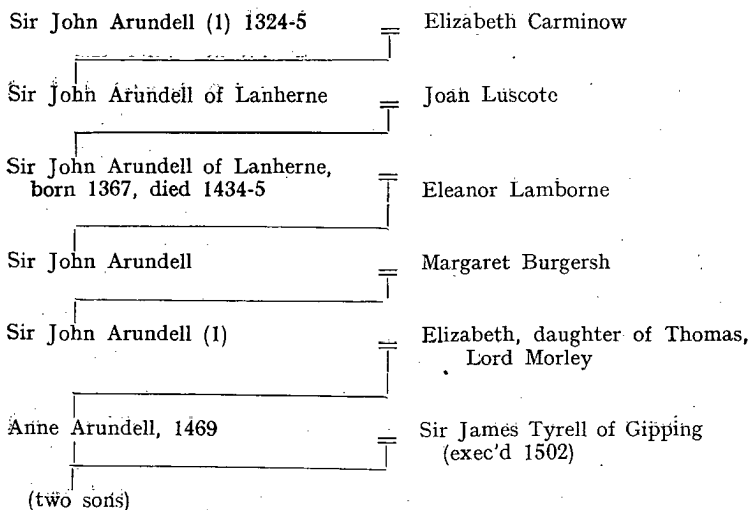 Sir John Arundell (1) 1324-5 = Elizabeth Carminow
Sir John Arundell of Lanherne = Joan Luscote
Sir John Arundell of Lanherne,
born 1367, died 1434-5 = Eleanor Lamborne
Sir John Arundell = Margaret Burgersh
Sir John Arundell (1) = Elizabeth, daughter of Thomas,
Lord Morley
Anne Arundell, 1469 = Sir James Tyrell of Gipping
(exec'd 1502)
(two sons)